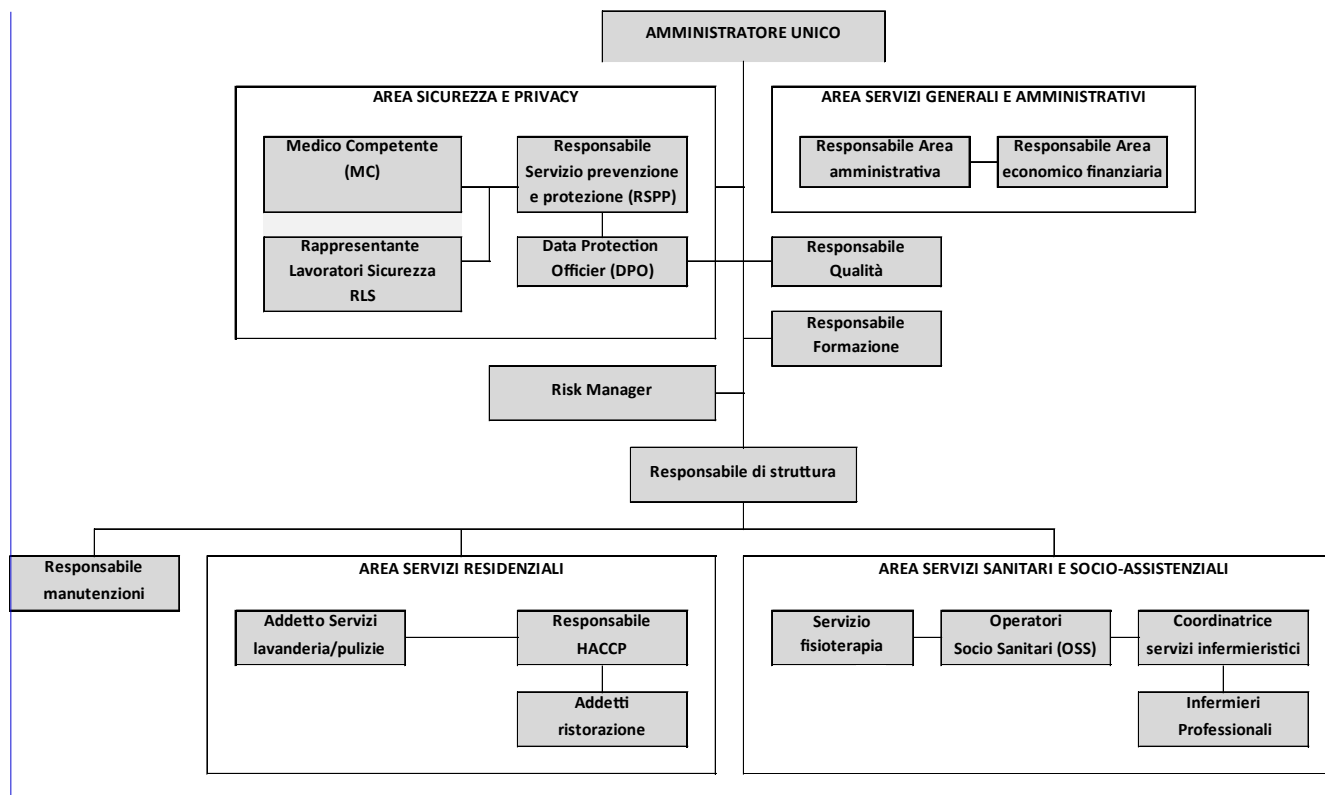 AMMINISTRATORE UNICO
AREA SICUREZZA E PRIVACY
Medico Competente
(MC)
Responsabile
Servizio prevenzione
e protezione (RSPP)
Rappresentante
Lavoratori Sicurezza
RLS
Data Protection
Officier (DPO)
AREA SERVIZI GENERALI E AMMINISTRATIVI
Responsabile Area
amministrativa
Responsabile Area
economico finanziaria
Responsabile
Qualità
Responsabile
Formazione
Risk Manager
Responsabile di struttura
Responsabile
manutenzioni
AREA SERVIZI RESIDENZIALI
Addetto Servizi
lavanderia/pulizie
Responsabile
HACCP
Addetti
ristorazione
AREA SERVIZI SANITARI E SOCIO-ASSISTENZIALI
Servizio
fisioterapia
Operatori
Socio Sanitari (OSS)
Coordinatrice
servizi infermieristici
Infermieri
Professionali